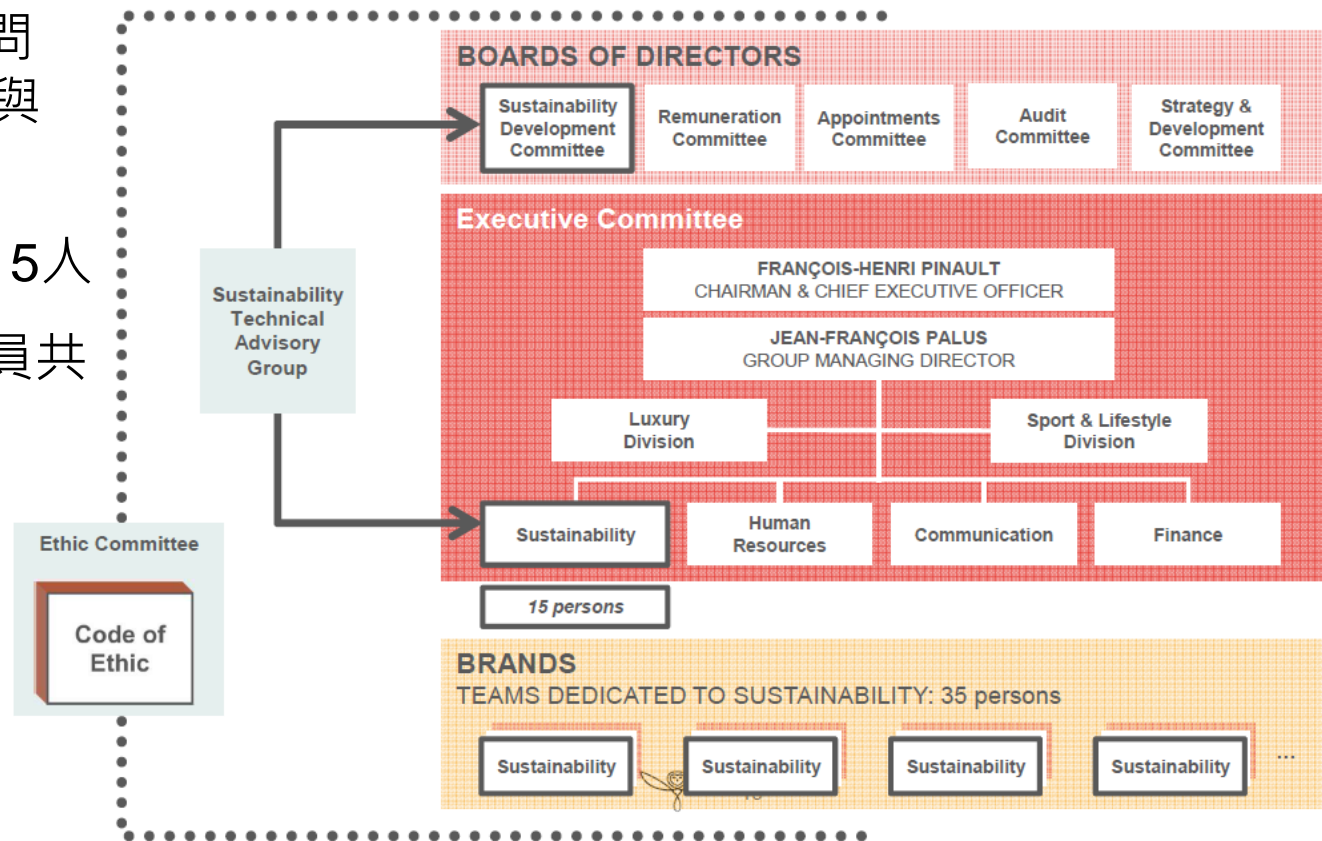 問
與
5人
員共
BOARDS OF DIRECTORS
Sustainability
Development
Committee
Remuneration
Committee
Appointments
Committee
Audit
Committee
Strategy &
Development
Committee
Executive Committee
FRANÇOIS-HENRI PINAULT
CHAIRMAN & CHIEF EXECUTIVE OFFICER
JEAN-FRANÇOIS PALUS
GROUP MANAGING DIRECTOR
Luxury
Division
Sport & Lifestyle
Division
Sustainability
Technical
Advisory
Group
Sustainability
Human
Resources
Communication
Finance
15 persons
Ethic Committee
Code of
Ethic
BRANDS
TEAMS DEDICATED TO SUSTAINABILITY: 35 persons
Sustainability
Sustainability
Sustainability
Sustainability
...